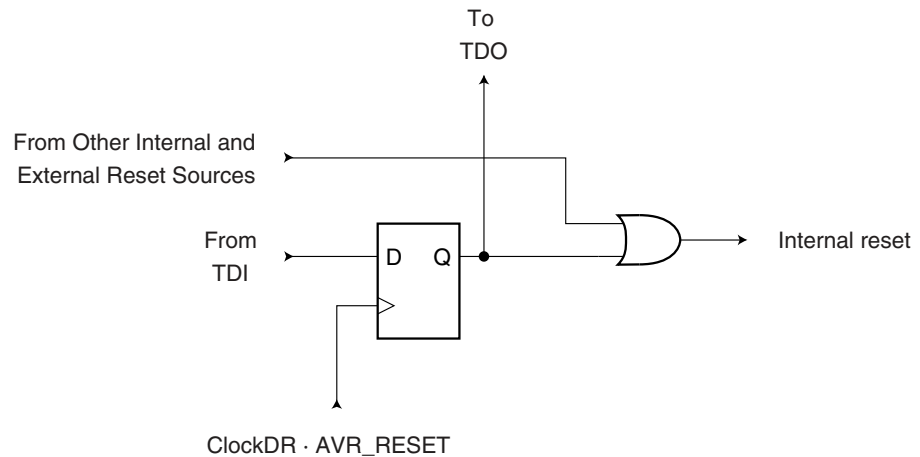 To
TDO
From Other Internal and
External Reset Sources
From
TDI
D Q
Internal reset
ClockDR · AVR_RESET